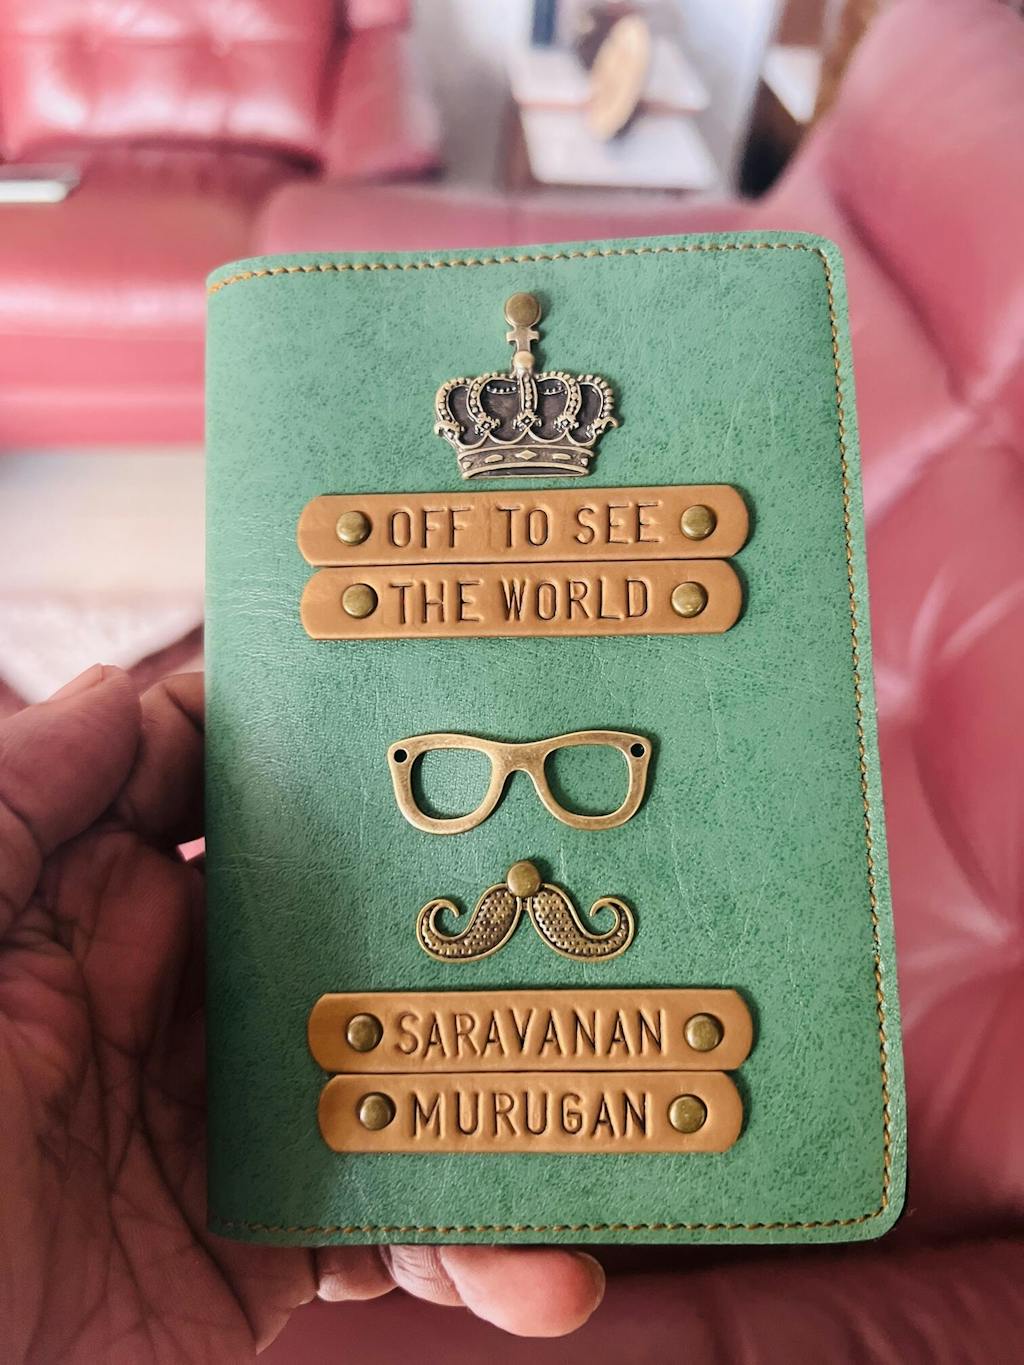 OFF TO SEE
THE WORLD
SARAVANAN
MURUGAN